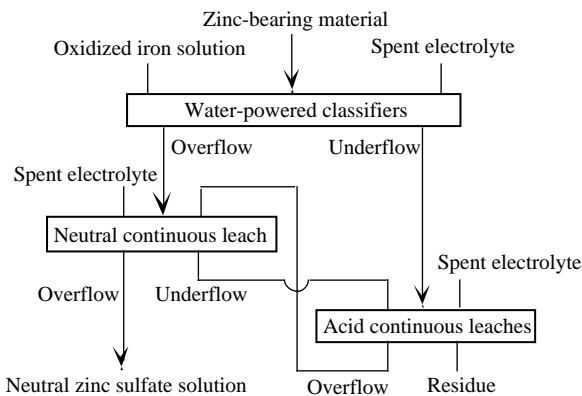 Zinc-bearing material
Oxidized iron solution
Spent electrolyte
Water-powered classifiers
Overflow
Underflow
Spent electrolyte
Neutral continuous leach
Spent electrolyte
Overflow
Underflow
Acid continuous leaches
Neutral zinc sulfate solution
Overflow
Residue